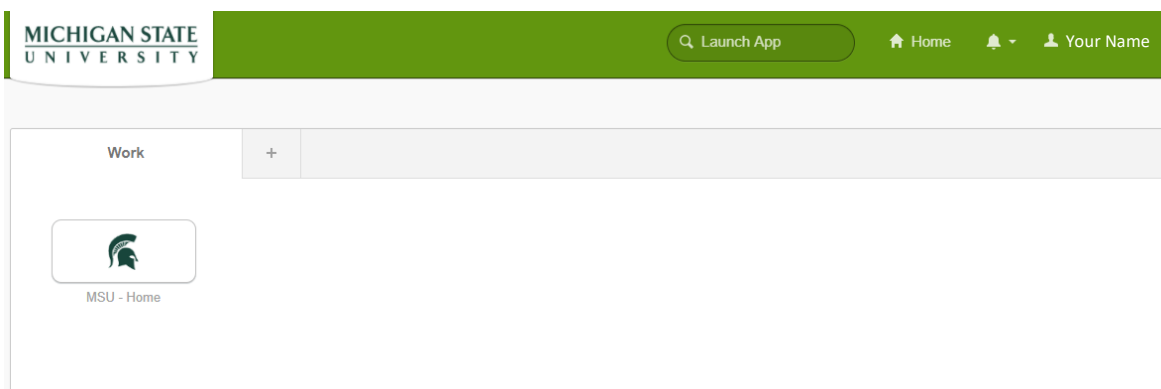 MICHIGAN STATE
UNIVERSITY
Launch App
Home
Your Name
Work
+
MSU - Home